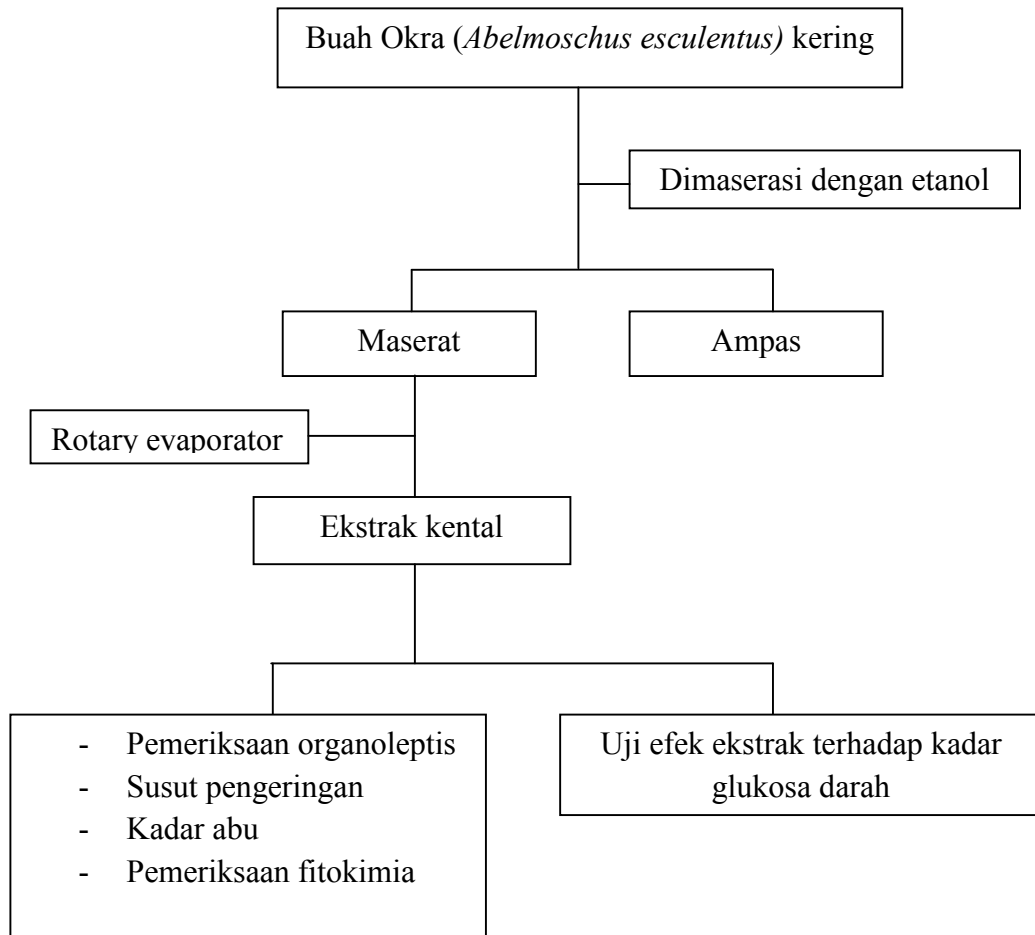 Buah Okra (Abelmoschus esculentus) kering
Dimaserasi dengan etanol
Maserat
Ampas
Rotary evaporator
Ekstrak kental
- Pemeriksaan organoleptis
- Susut pengeringan
- Kadar abu
- Pemeriksaan fitokimia
Uji efek ekstrak terhadap kadar
glukosa darah